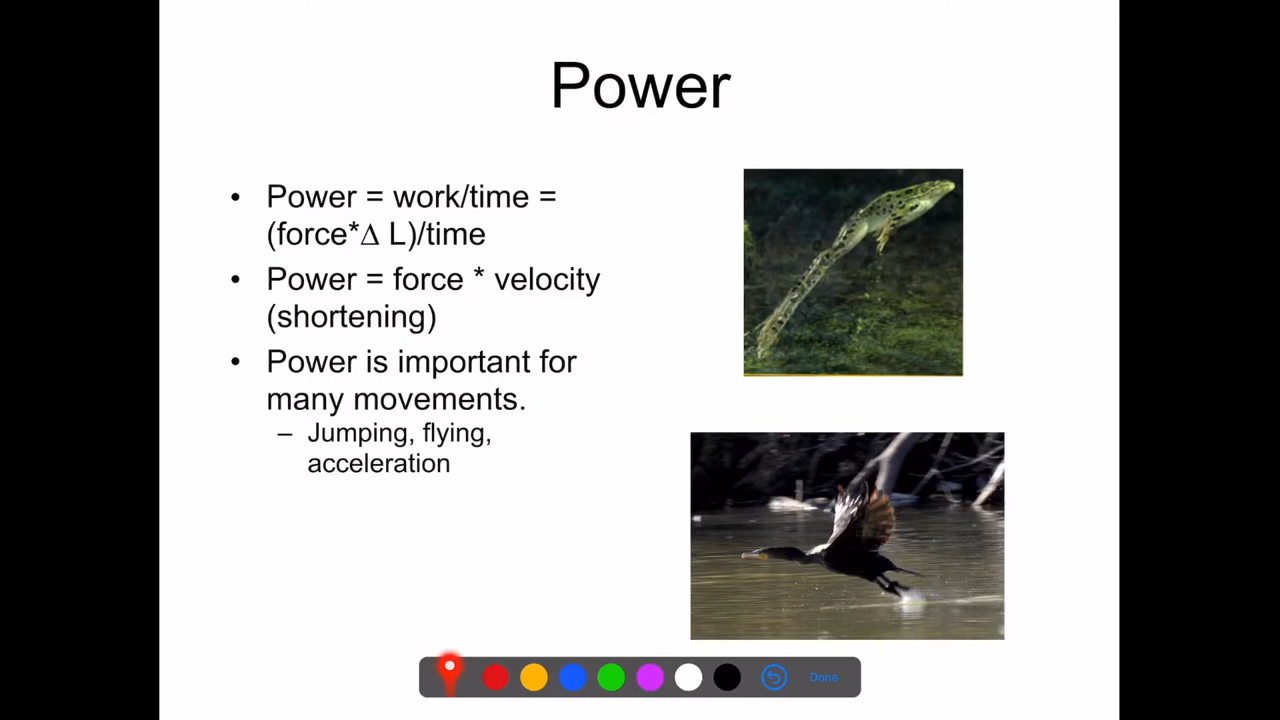 Power
• Power = work/time =
(force*∆ L)/time
• Power = force * velocity
(shortening)
• Power is important for
many movements.
– Jumping, flying,
acceleration
Done